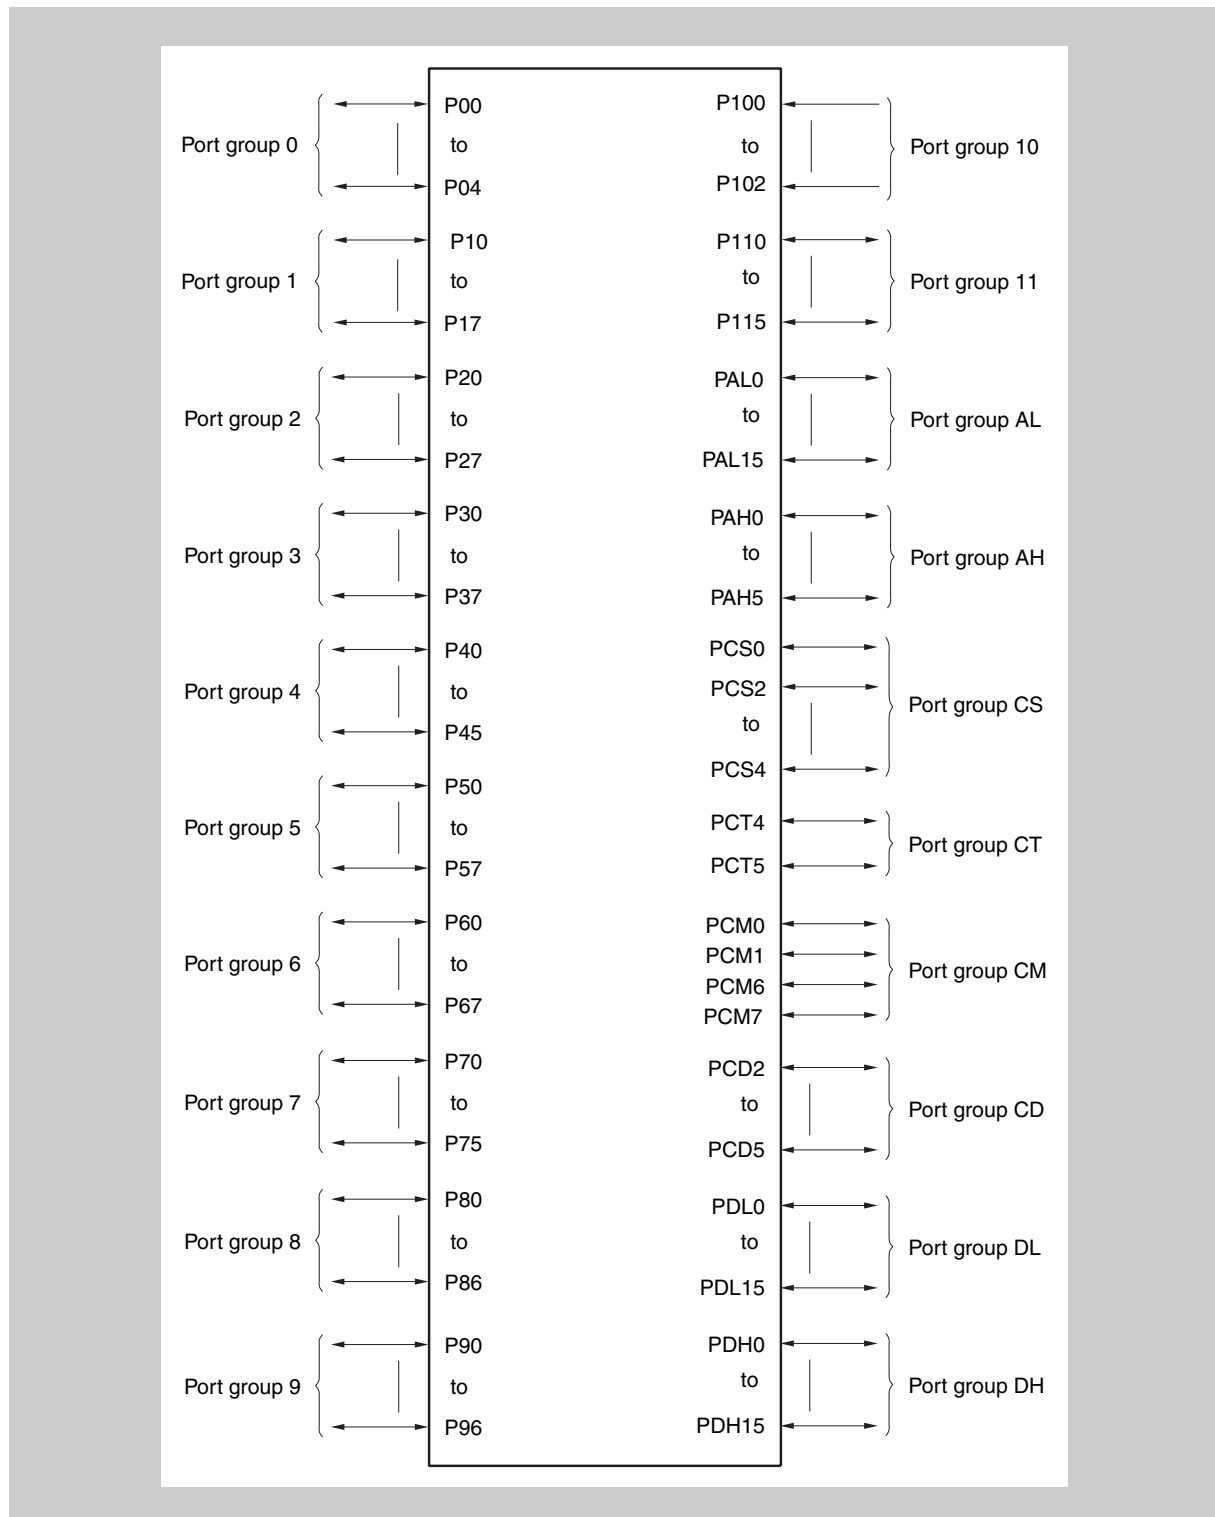 Port group 0
P00
to
P04
Port group 1
P10
to
P17
Port group 2
P20
to
P27
Port group 3
P30
to
P37
Port group 4
P40
to
P45
Port group 5
P50
to
P57
Port group 6
P60
to
P67
Port group 7
P70
to
P75
Port group 8
P80
to
P86
Port group 9
P90
to
P96
P100
to
P102
Port group 10
P110
to
P115
Port group 11
PAL0
to
PAL15
Port group AL
PAH0
to
PAH5
Port group AH
PCS0
PCS2
to
PCS4
Port group CS
PCT4
PCT5
Port group CT
PCM0
PCM1
PCM6
PCM7
Port group CM
PCD2
to
PCD5
Port group CD
PDL0
to
PDL15
Port group DL
PDH0
to
PDH15
Port group DH